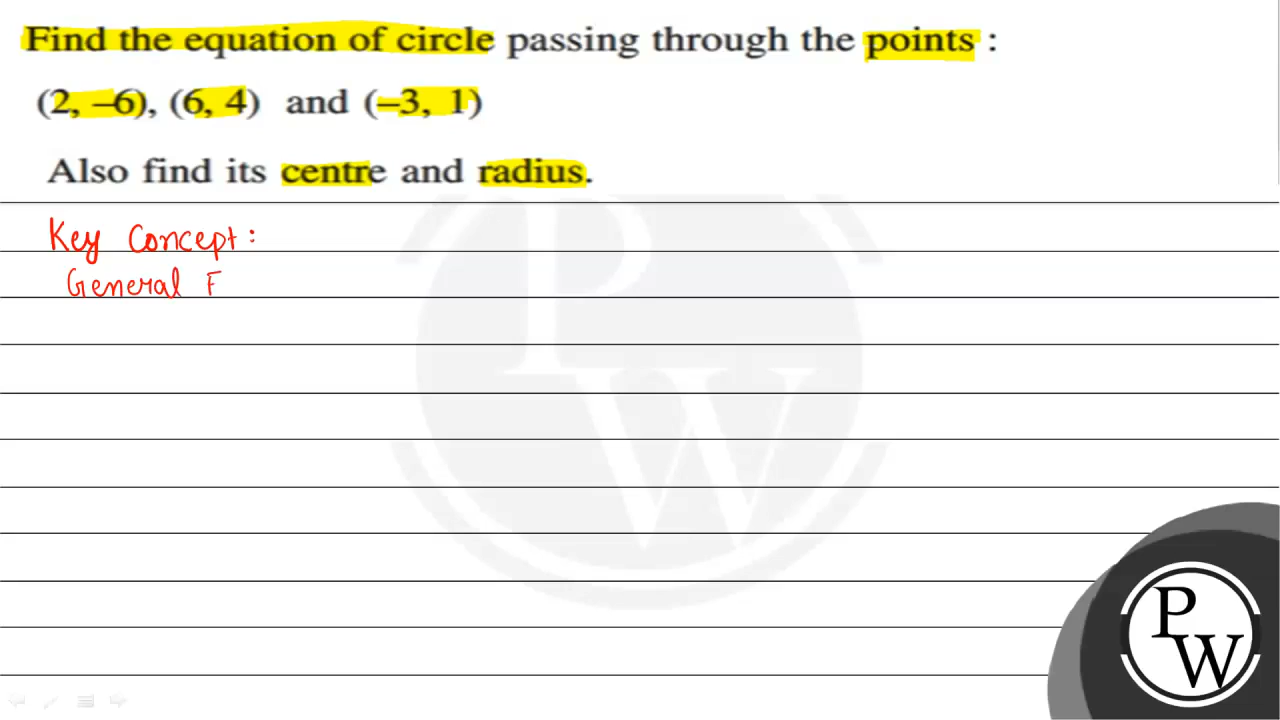 Find the equation of circle passing through the points :
(2, –6), (6, 4) and (–3, 1)
Also find its centre and radius.
Key Concept:
General F
P
W
P
W